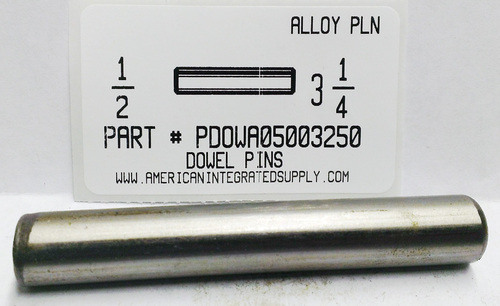 ALLOY PLN
1/2 3 1/4
PART # PDOWA05003250
DOWEL PINS
WWW.AMERICANINTEGRATEDSUPPLY.COM